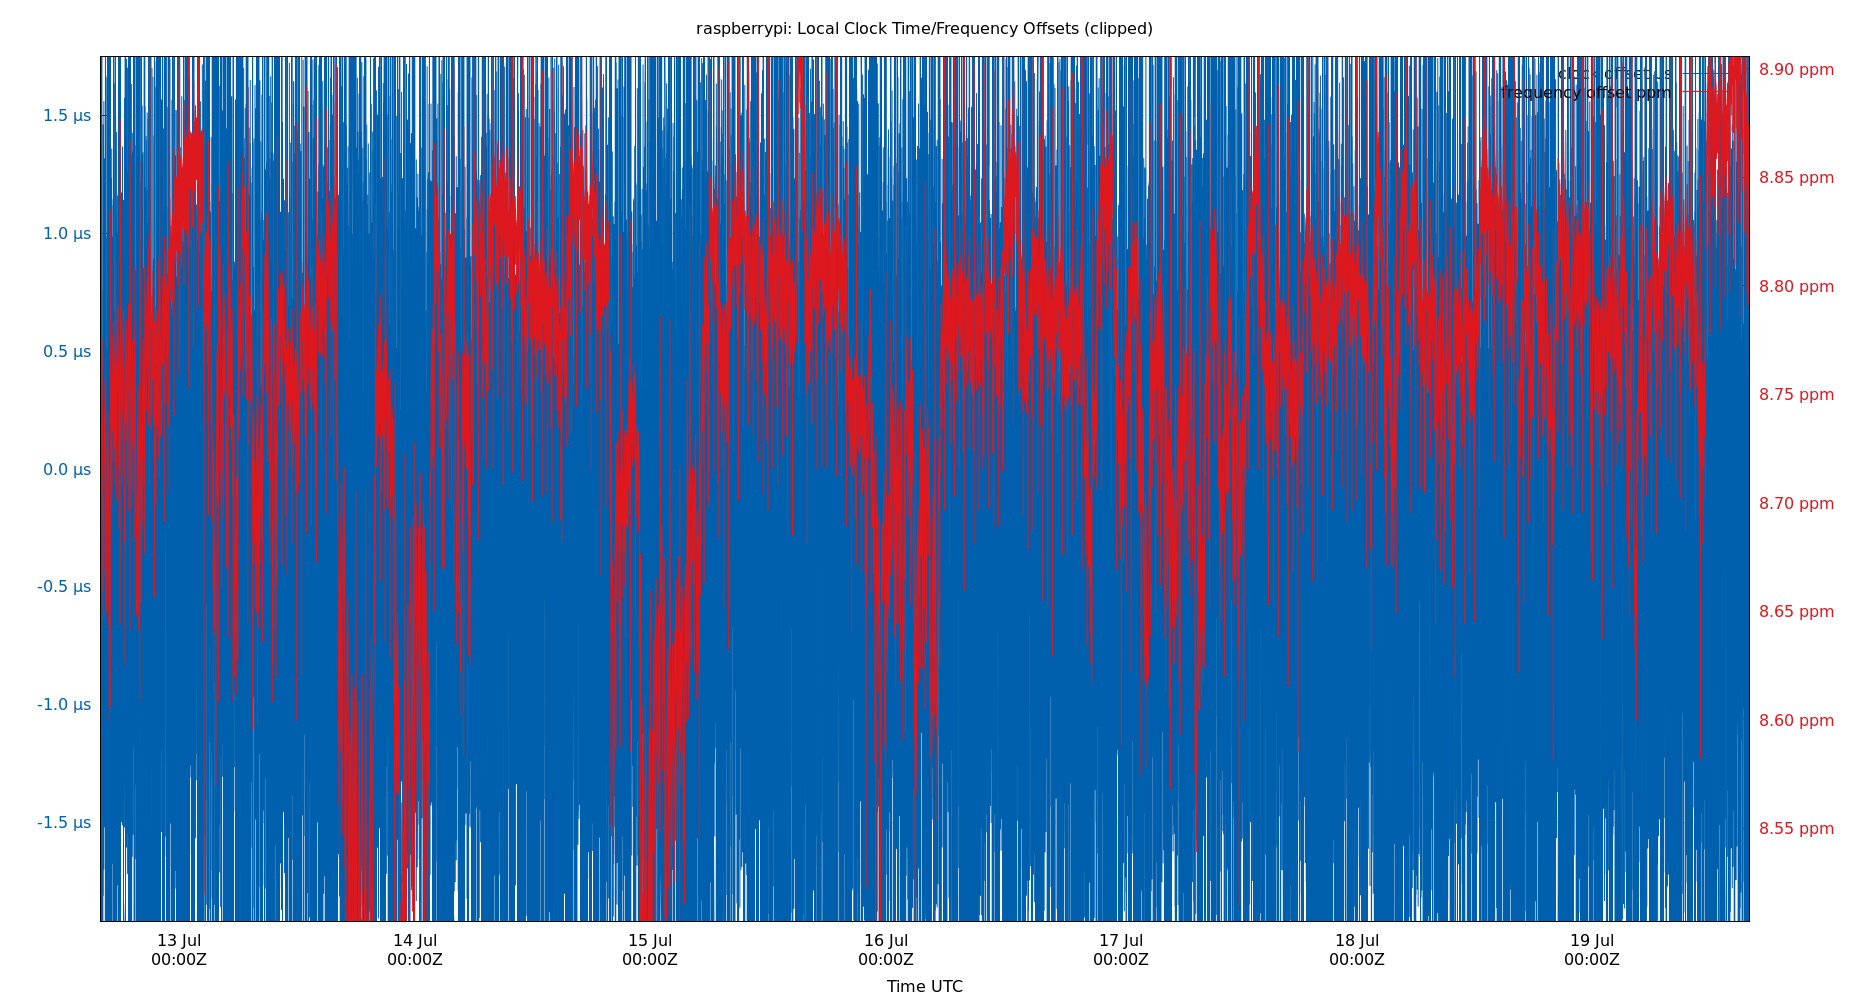 raspberrypi: Local Clock Time/Frequency Offsets (clipped)
clock offset µs
frequency offset ppm
1.5 µs
1.0 µs
0.5 µs
0.0 µs
-0.5 µs
-1.0 µs
-1.5 µs
8.90 ppm
8.85 ppm
8.80 ppm
8.75 ppm
8.70 ppm
8.65 ppm
8.60 ppm
8.55 ppm
13 Jul
00:00Z
14 Jul
00:00Z
15 Jul
00:00Z
16 Jul
00:00Z
17 Jul
00:00Z
18 Jul
00:00Z
19 Jul
00:00Z
Time UTC